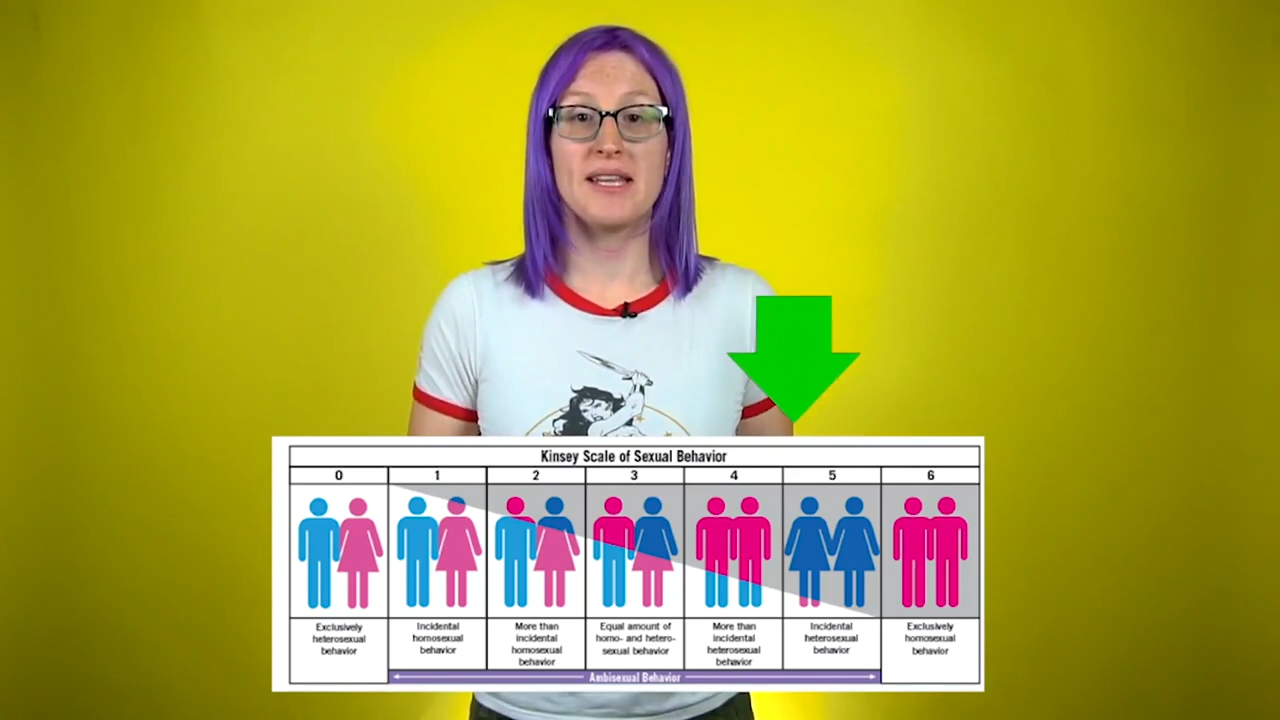 Kinsey Scale of Sexual Behavior
0 1 2 3 4 5 6
Exclusively
heterosexual
behavior
Incidental
homosexual
behavior
More than
incidental
homosexual
behavior
Equal amount of
homo- and hetero-
sexual behavior
More than
incidental
heterosexual
behavior
Incidental
heterosexual
behavior
Exclusively
homosexual
behavior
Ambisexual Behavior